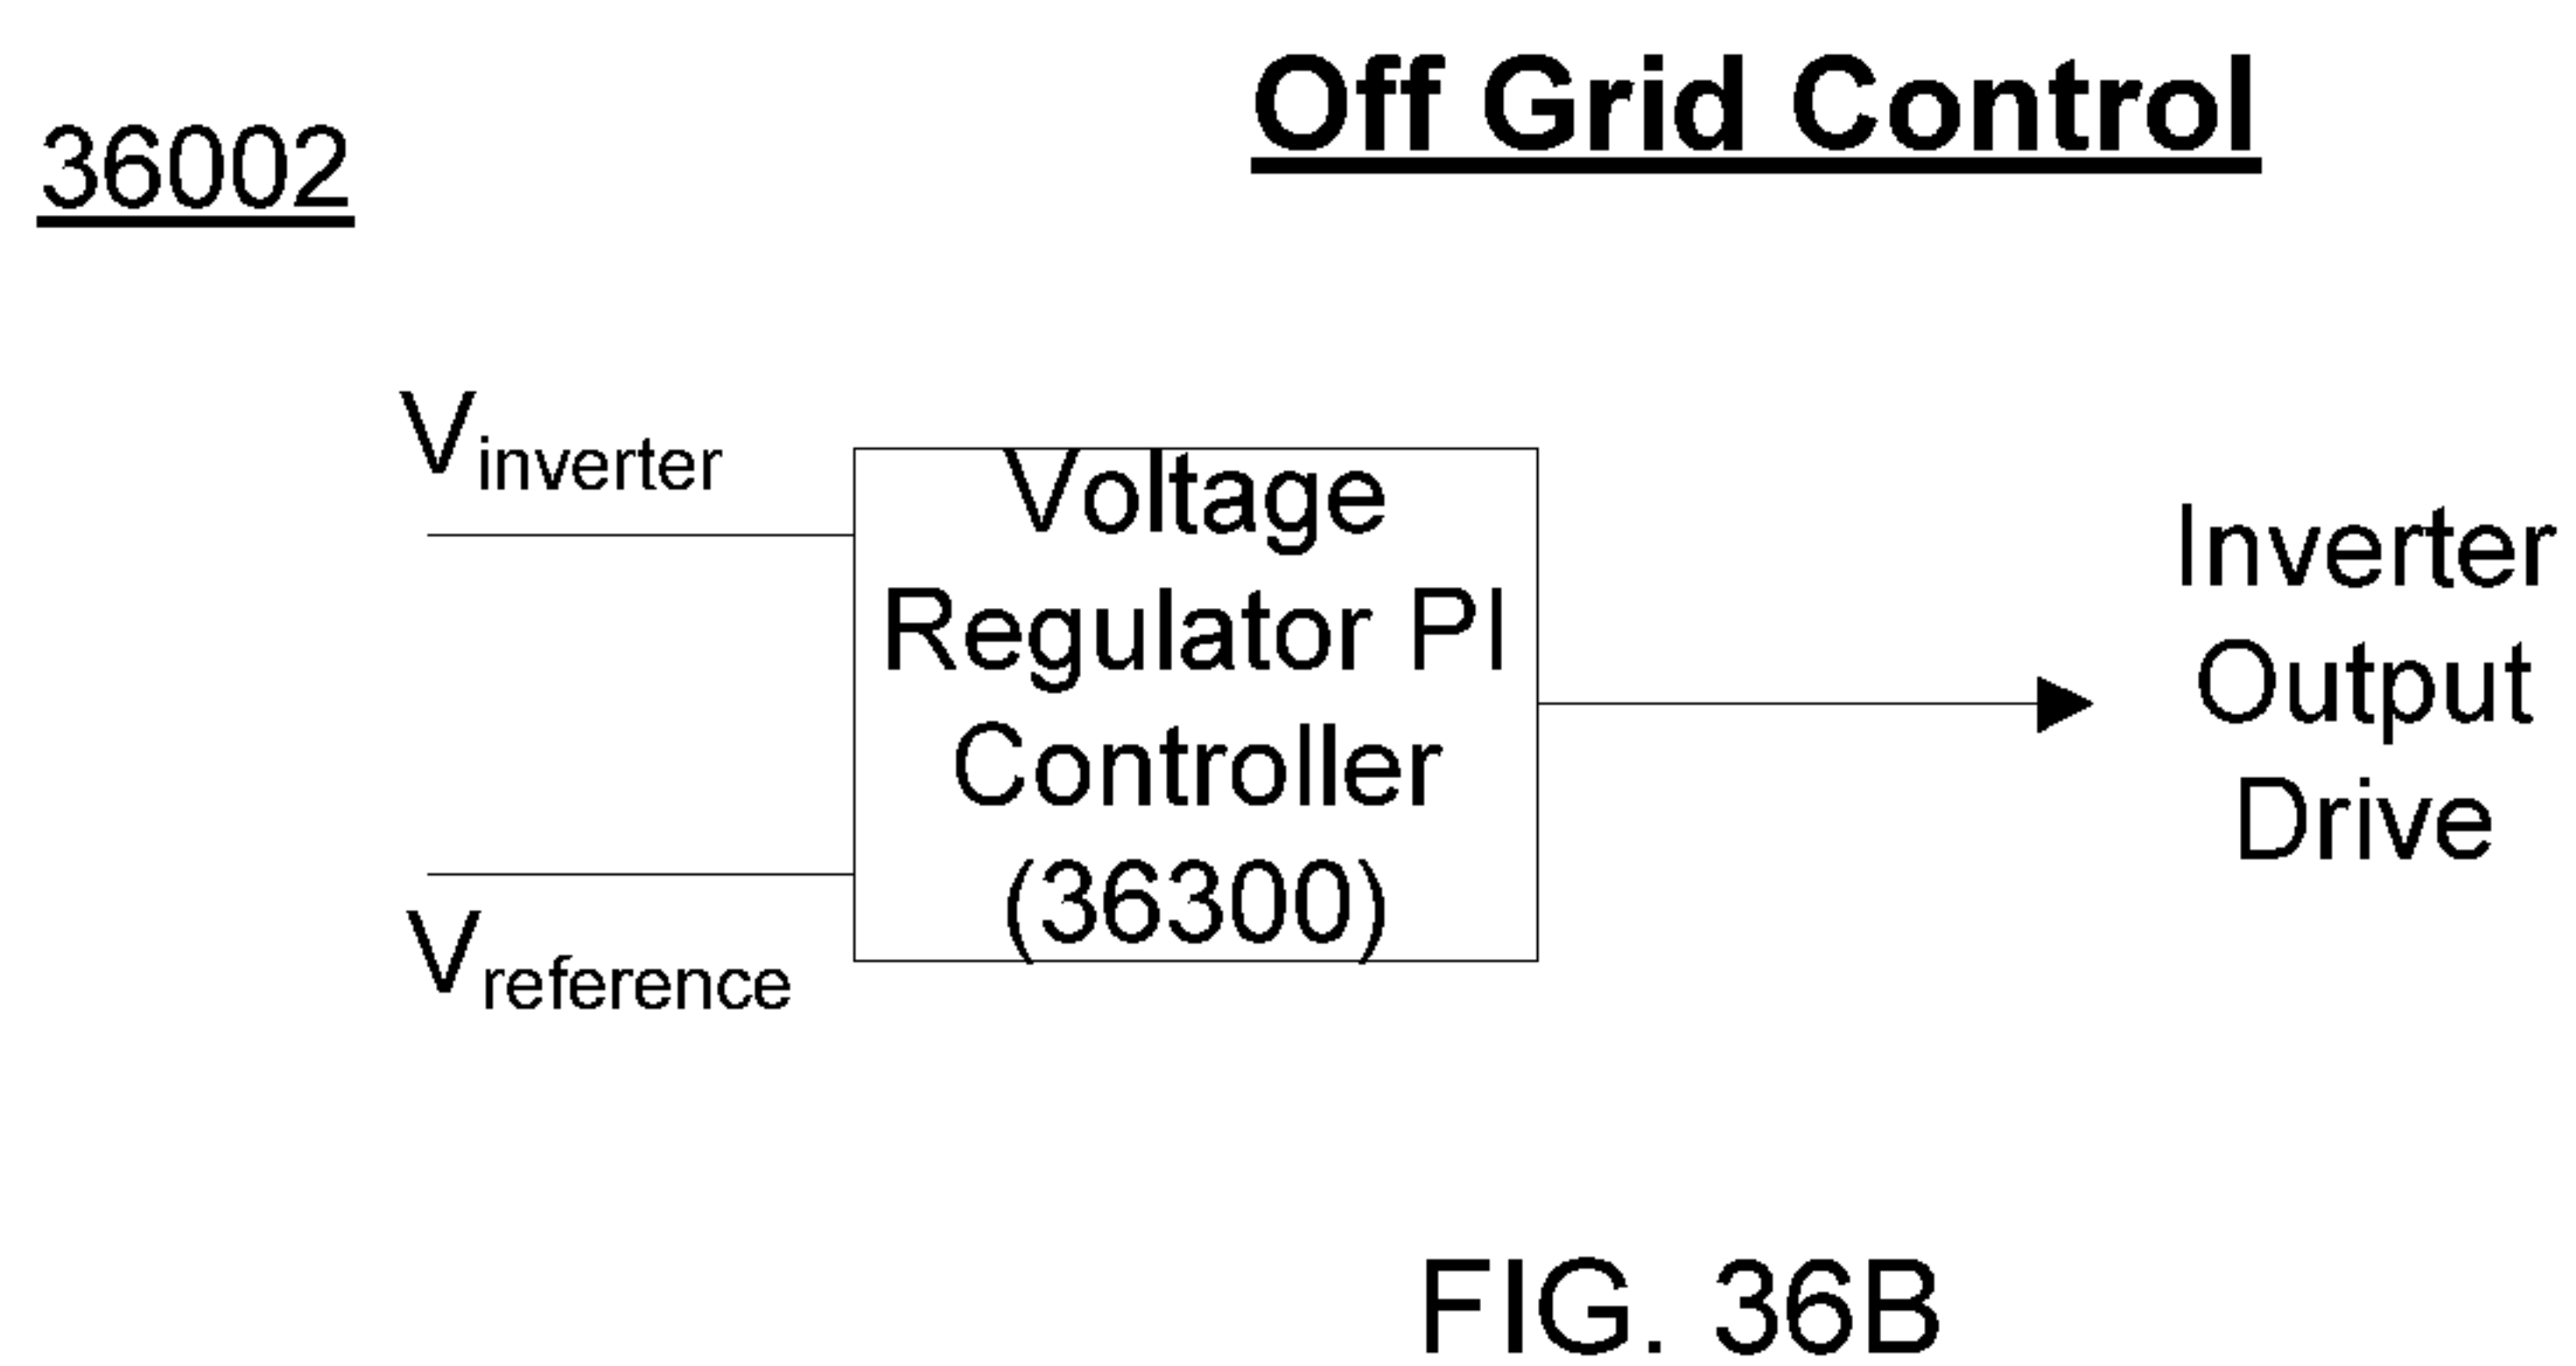 Off Grid Control
36002
Vinverter
Voltage
Regulator PI
Controller
(36300)
Vreference
Inverter
Output
Drive
FIG. 36B